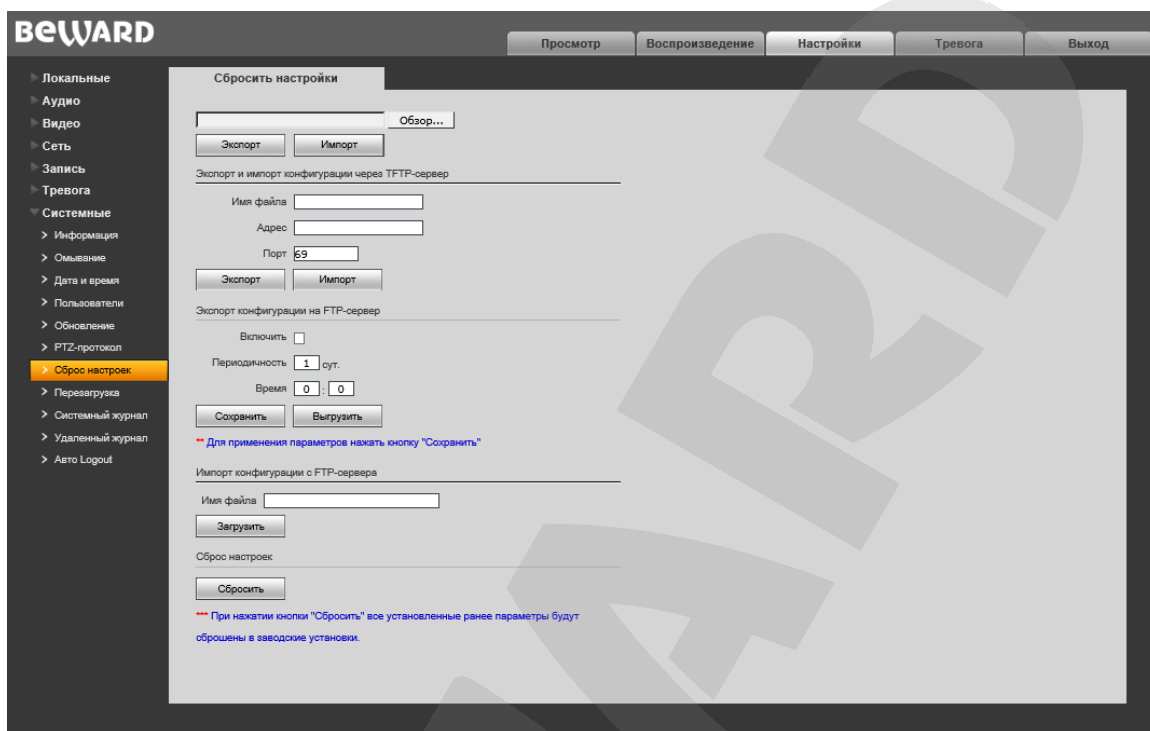 BEWARD
Просмотр Воспроизведение Настройки Тревога Выход
Локальные
Аудио
Видео
Сеть
Запись
Тревога
Системные
> Информация
> Омывание
> Дата и время
> Пользователи
> Обновление
> PTZ-протокол
> Сброс настроек
> Перезагрузка
> Системный журнал
> Удаленный журнал
> Авто Logout
Сбросить настройки
Обзор...
Экспорт Импорт
Экспорт и импорт конфигурации через TFTP-сервер
Имя файла
Адрес
Порт 69
Экспорт Импорт
Экспорт конфигурации на FTP-сервер
Включить
Периодичность 1 сут.
Время 0 : 0
Сохранить Выгрузить
** Для применения параметров нажать кнопку "Сохранить"
Импорт конфигурации с FTP-сервера
Имя файла
Загрузить
Сброс настроек
Сбросить
*** При нажатии кнопки "Сбросить" все установленные ранее параметры будут
сброшены в заводские установки.
WARD